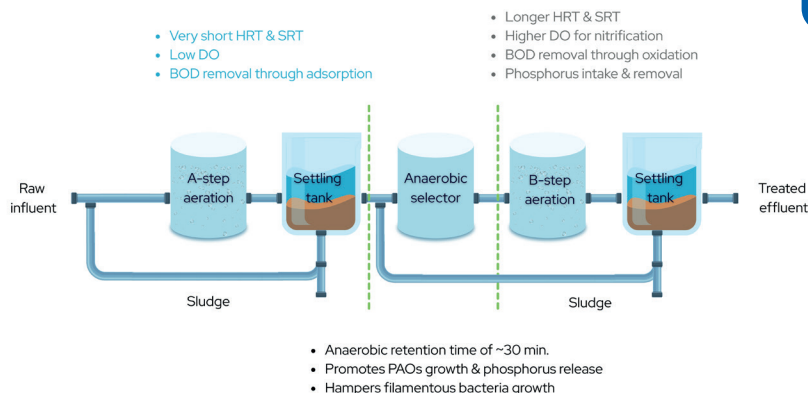 • Very short HRT & SRT
• Low DO
• BOD removal through adsorption
• Longer HRT & SRT
• Higher DO for nitrification
• BOD removal through oxidation
• Phosphorus intake & removal
Raw
influent
A-step
aeration
Settling
tank
Anaerobic
selector
B-step
aeration
Settling
tank
Treated
effluent
Sludge
Sludge
• Anaerobic retention time of ~30 min.
• Promotes PAOs growth & phosphorus release
• Hampers filamentous bacteria growth